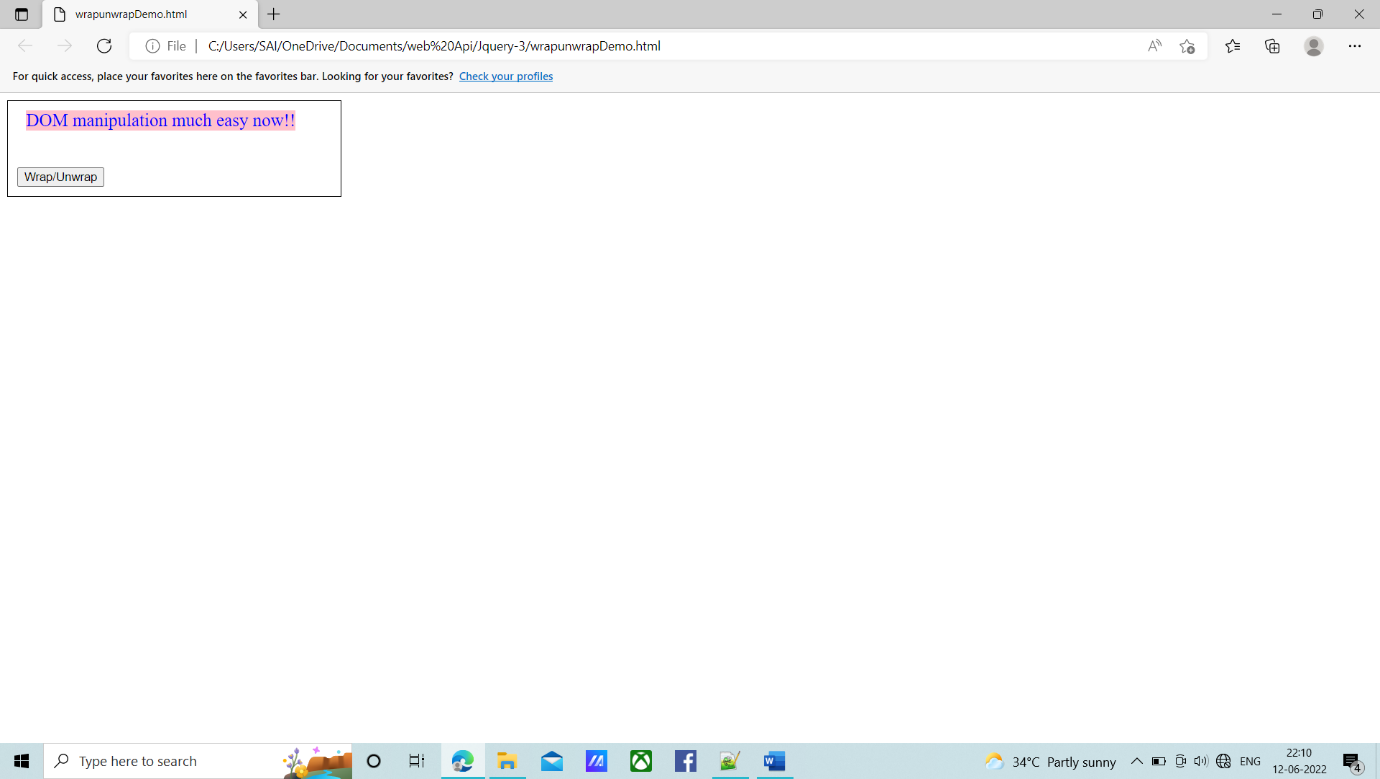 wrapunwrapDemo.html
File | C:/Users/SAI/OneDrive/Documents/web%20Api/Jquery-3/wrapunwrapDemo.html
For quick access, place your favorites here on the favorites bar. Looking for your favorites? Check your profiles
DOM manipulation much easy now!!
Wrap/Unwrap
Type here to search
34°C Partly sunny
ENG
22:10
12-06-2022
4